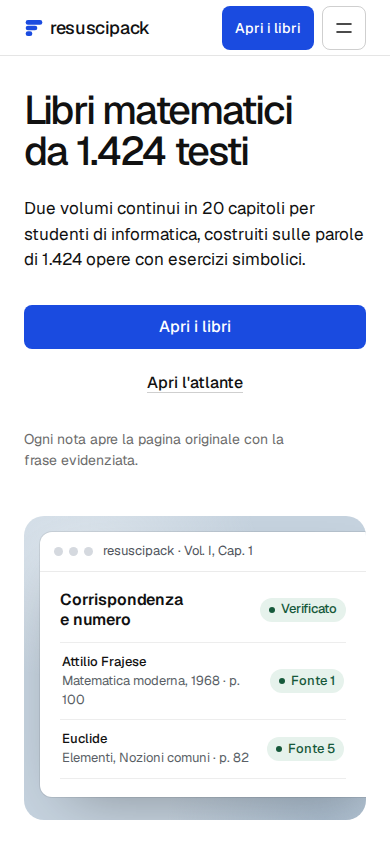 resuscipack
Apri i libri
Libri matematici
da 1.424 testi
Due volumi continui in 20 capitoli per
studenti di informatica, costruiti sulle parole
di 1.424 opere con esercizi simbolici.
Apri i libri
Apri l'atlante
Ogni nota apre la pagina originale con la
frase evidenziata.
resuscipack · Vol. I, Cap. 1
Corrispondenza
e numero
Verificato
Attilio Frajese
Matematica moderna, 1968 · p.
100
Fonte 1
Euclide
Elementi, Nozioni comuni · p. 82
Fonte 5